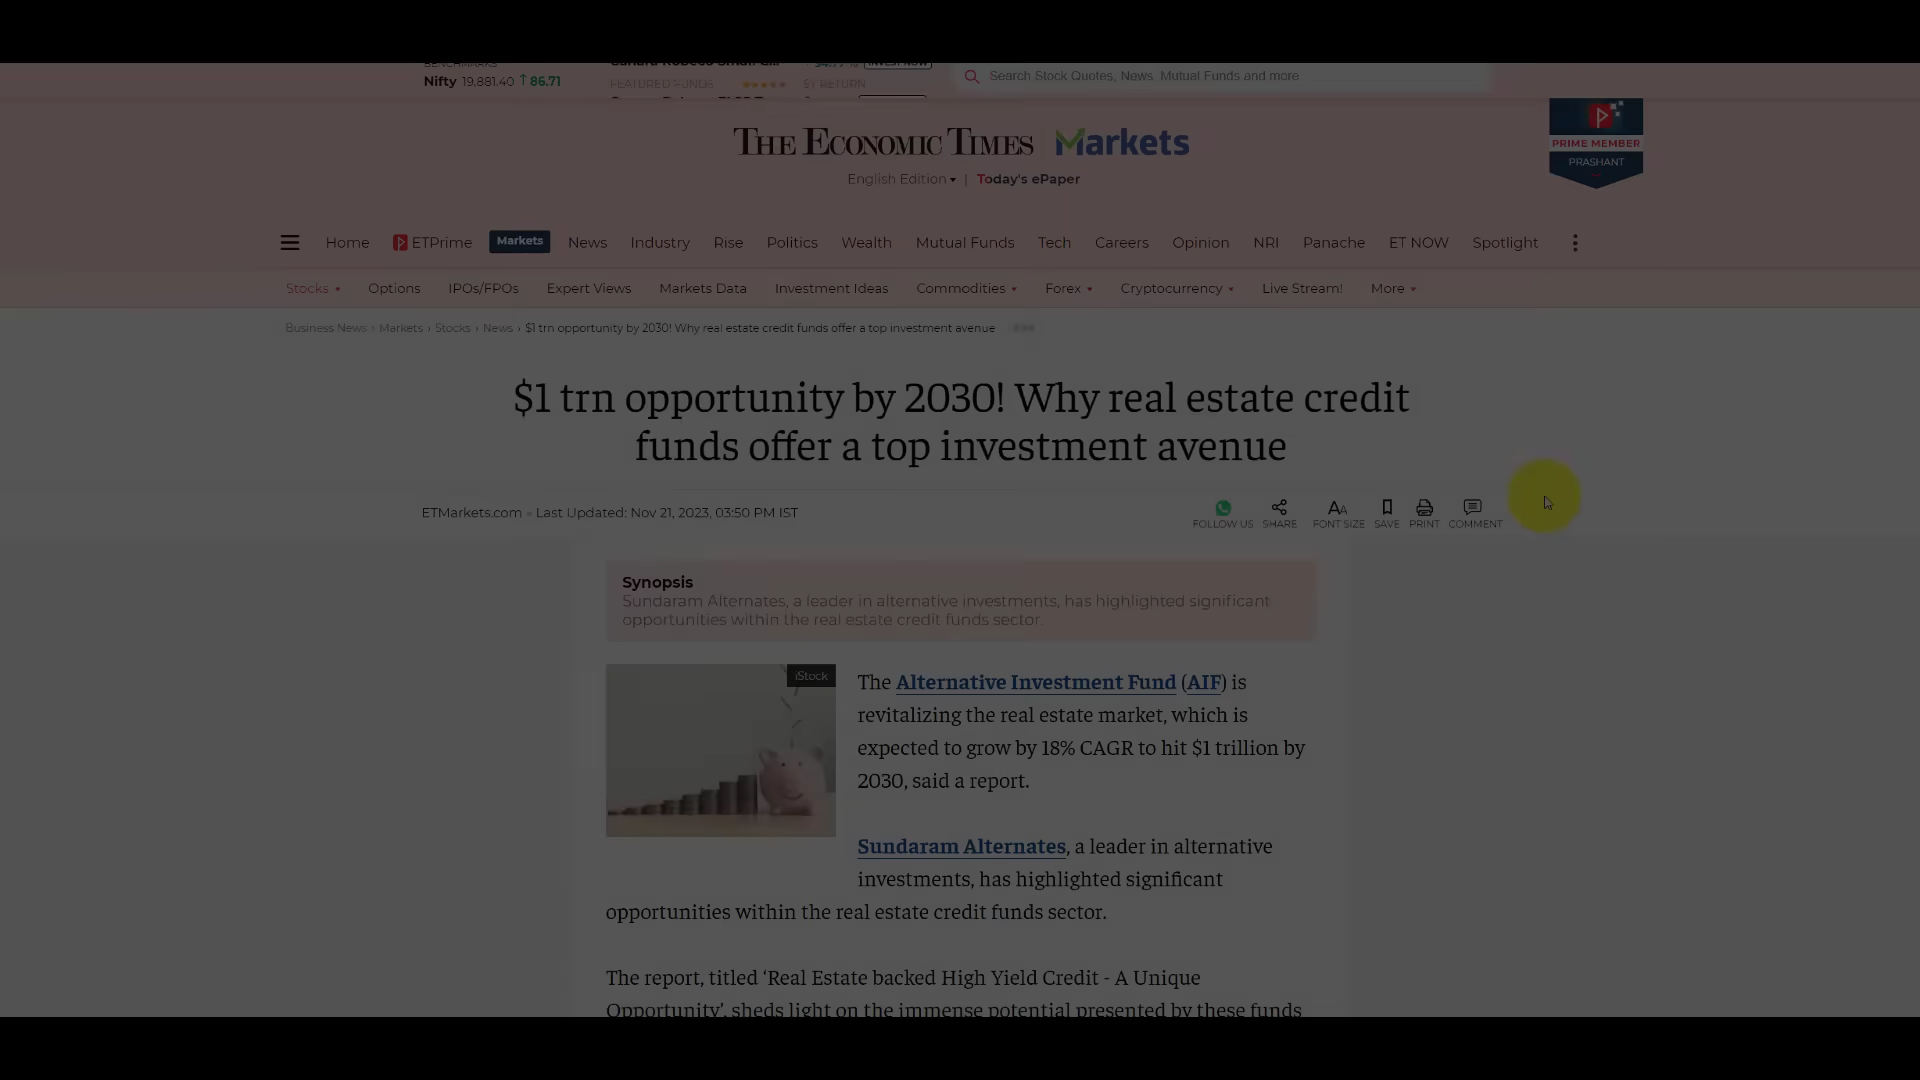 Nifty 19,881.40 ↑ 86.71
FEATURED FUNDS ★★★★★ 5Y RETURN
INVEST NOW
Search Stock Quotes, News, Mutual Funds and more
THE ECONOMIC TIMES | Markets
English Edition | Today's ePaper
PRIME MEMBER
PRASHANT
Home ETPrime Markets News Industry Rise Politics Wealth Mutual Funds Tech Careers Opinion NRI Panache ET NOW Spotlight
Stocks Options IPOs/FPOs Expert Views Markets Data Investment Ideas Commodities Forex Cryptocurrency Live Stream! More
Business News › Markets › Stocks › News › $1 trn opportunity by 2030! Why real estate credit funds offer a top investment avenue
$1 trn opportunity by 2030! Why real estate credit
funds offer a top investment avenue
ETMarkets.com • Last Updated: Nov 21, 2023, 03:50 PM IST
FOLLOW US SHARE FONT SIZE SAVE PRINT COMMENT
Synopsis
Sundaram Alternates, a leader in alternative investments, has highlighted significant
opportunities within the real estate credit funds sector.
iStock
The Alternative Investment Fund (AIF) is
revitalizing the real estate market, which is
expected to grow by 18% CAGR to hit $1 trillion by
2030, said a report.
Sundaram Alternates, a leader in alternative
investments, has highlighted significant
opportunities within the real estate credit funds sector.
The report, titled ‘Real Estate backed High Yield Credit - A Unique
Opportunity’, sheds light on the immense potential presented by these funds